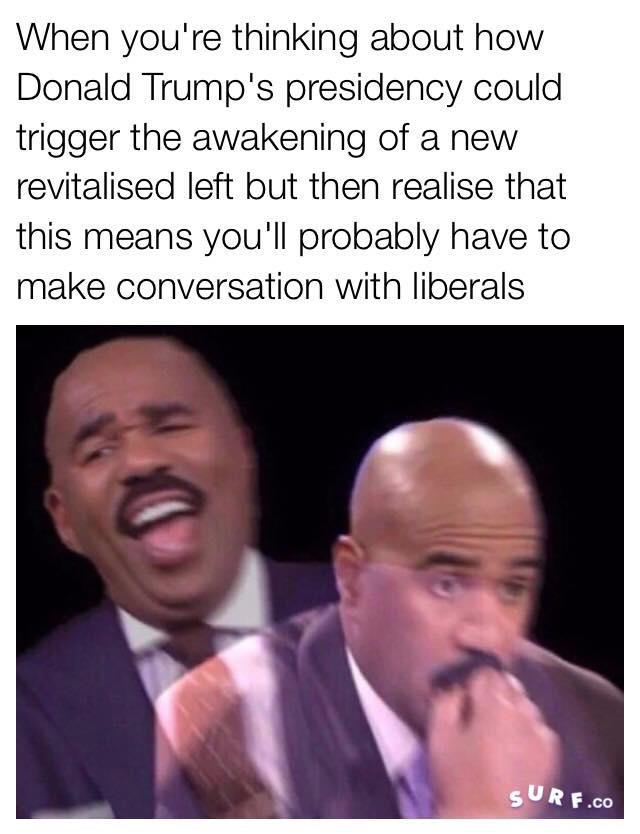 When you're thinking about how
Donald Trump's presidency could
trigger the awakening of a new
revitalised left but then realise that
this means you'll probably have to
make conversation with liberals
SURF.co